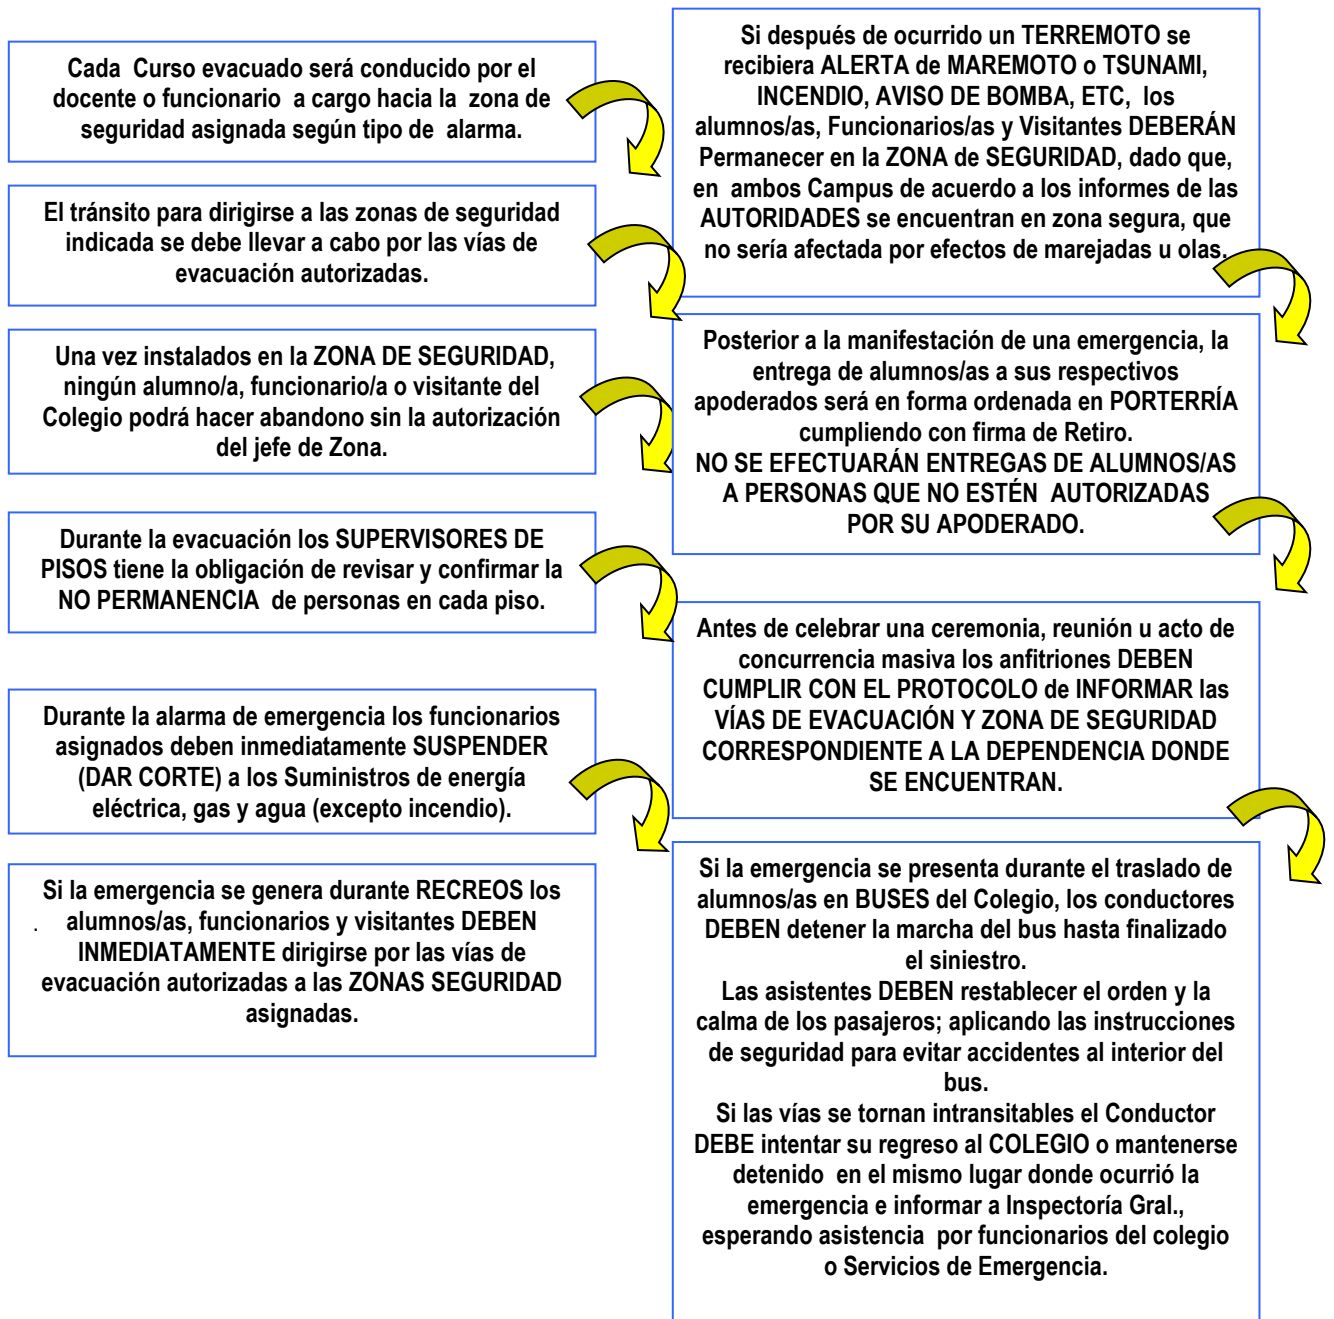 Cada Curso evacuado será conducido por el
docente o funcionario a cargo hacia la zona de
seguridad asignada según tipo de alarma.
El tránsito para dirigirse a las zonas de seguridad
indicada se debe llevar a cabo por las vías de
evacuación autorizadas.
Una vez instalados en la ZONA DE SEGURIDAD,
ningún alumno/a, funcionario/a o visitante del
Colegio podrá hacer abandono sin la autorización
del jefe de Zona.
Durante la evacuación los SUPERVISORES DE
PISOS tiene la obligación de revisar y confirmar la
NO PERMANENCIA de personas en cada piso.
Durante la alarma de emergencia los funcionarios
asignados deben inmediatamente SUSPENDER
(DAR CORTE) a los Suministros de energía
eléctrica, gas y agua (excepto incendio).
Si la emergencia se genera durante RECREOS los
. alumnos/as, funcionarios y visitantes DEBEN
INMEDIATAMENTE dirigirse por las vías de
evacuación autorizadas a las ZONAS SEGURIDAD
asignadas.
Si después de ocurrido un TERREMOTO se
recibiera ALERTA de MAREMOTO o TSUNAMI,
INCENDIO, AVISO DE BOMBA, ETC, los
alumnos/as, Funcionarios/as y Visitantes DEBERÁN
Permanecer en la ZONA de SEGURIDAD, dado que,
en ambos Campus de acuerdo a los informes de las
AUTORIDADES se encuentran en zona segura, que
no sería afectada por efectos de marejadas u olas.
Posterior a la manifestación de una emergencia, la
entrega de alumnos/as a sus respectivos
apoderados será en forma ordenada en PORTERRÍA
cumpliendo con firma de Retiro.
NO SE EFECTUARÁN ENTREGAS DE ALUMNOS/AS
A PERSONAS QUE NO ESTÉN AUTORIZADAS
POR SU APODERADO.
Antes de celebrar una ceremonia, reunión u acto de
concurrencia masiva los anfitriones DEBEN
CUMPLIR CON EL PROTOCOLO de INFORMAR las
VÍAS DE EVACUACIÓN Y ZONA DE SEGURIDAD
CORRESPONDIENTE A LA DEPENDENCIA DONDE
SE ENCUENTRAN.
Si la emergencia se presenta durante el traslado de
alumnos/as en BUSES del Colegio, los conductores
DEBEN detener la marcha del bus hasta finalizado
el siniestro.
Las asistentes DEBEN restablecer el orden y la
calma de los pasajeros; aplicando las instrucciones
de seguridad para evitar accidentes al interior del
bus.
Si las vías se tornan intransitables el Conductor
DEBE intentar su regreso al COLEGIO o mantenerse
detenido en el mismo lugar donde ocurrió la
emergencia e informar a Inspectoría Gral.,
esperando asistencia por funcionarios del colegio
o Servicios de Emergencia.